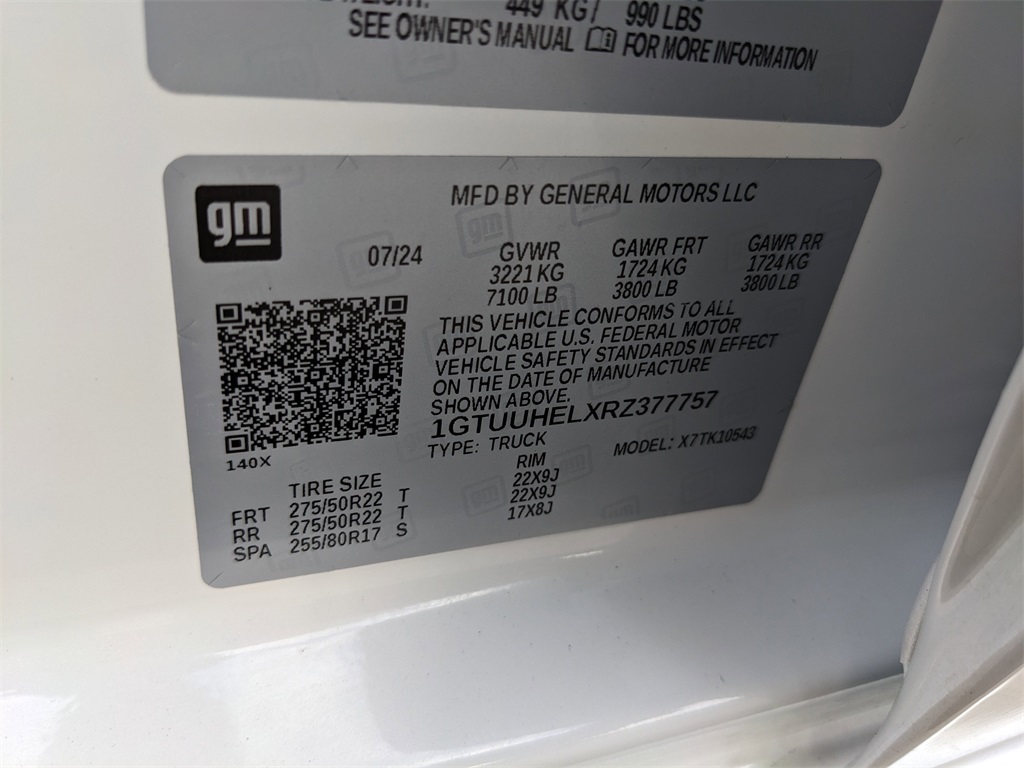 449 KG/ 990 LBS
SEE OWNER'S MANUAL FOR MORE INFORMATION
gm
MFD BY GENERAL MOTORS LLC
07/24 GVWR GAWR FRT GAWR RR
3221 KG 1724 KG 1724 KG
7100 LB 3800 LB 3800 LB
THIS VEHICLE CONFORMS TO ALL
APPLICABLE U.S. FEDERAL MOTOR
VEHICLE SAFETY STANDARDS IN EFFECT
ON THE DATE OF MANUFACTURE
SHOWN ABOVE.
1GTUUHELXRZ377757
TYPE: TRUCK MODEL: X7TK10543
140X
TIRE SIZE RIM
FRT 275/50R22 T 22X9J
RR 275/50R22 T 22X9J
SPA 255/80R17 S 17X8J